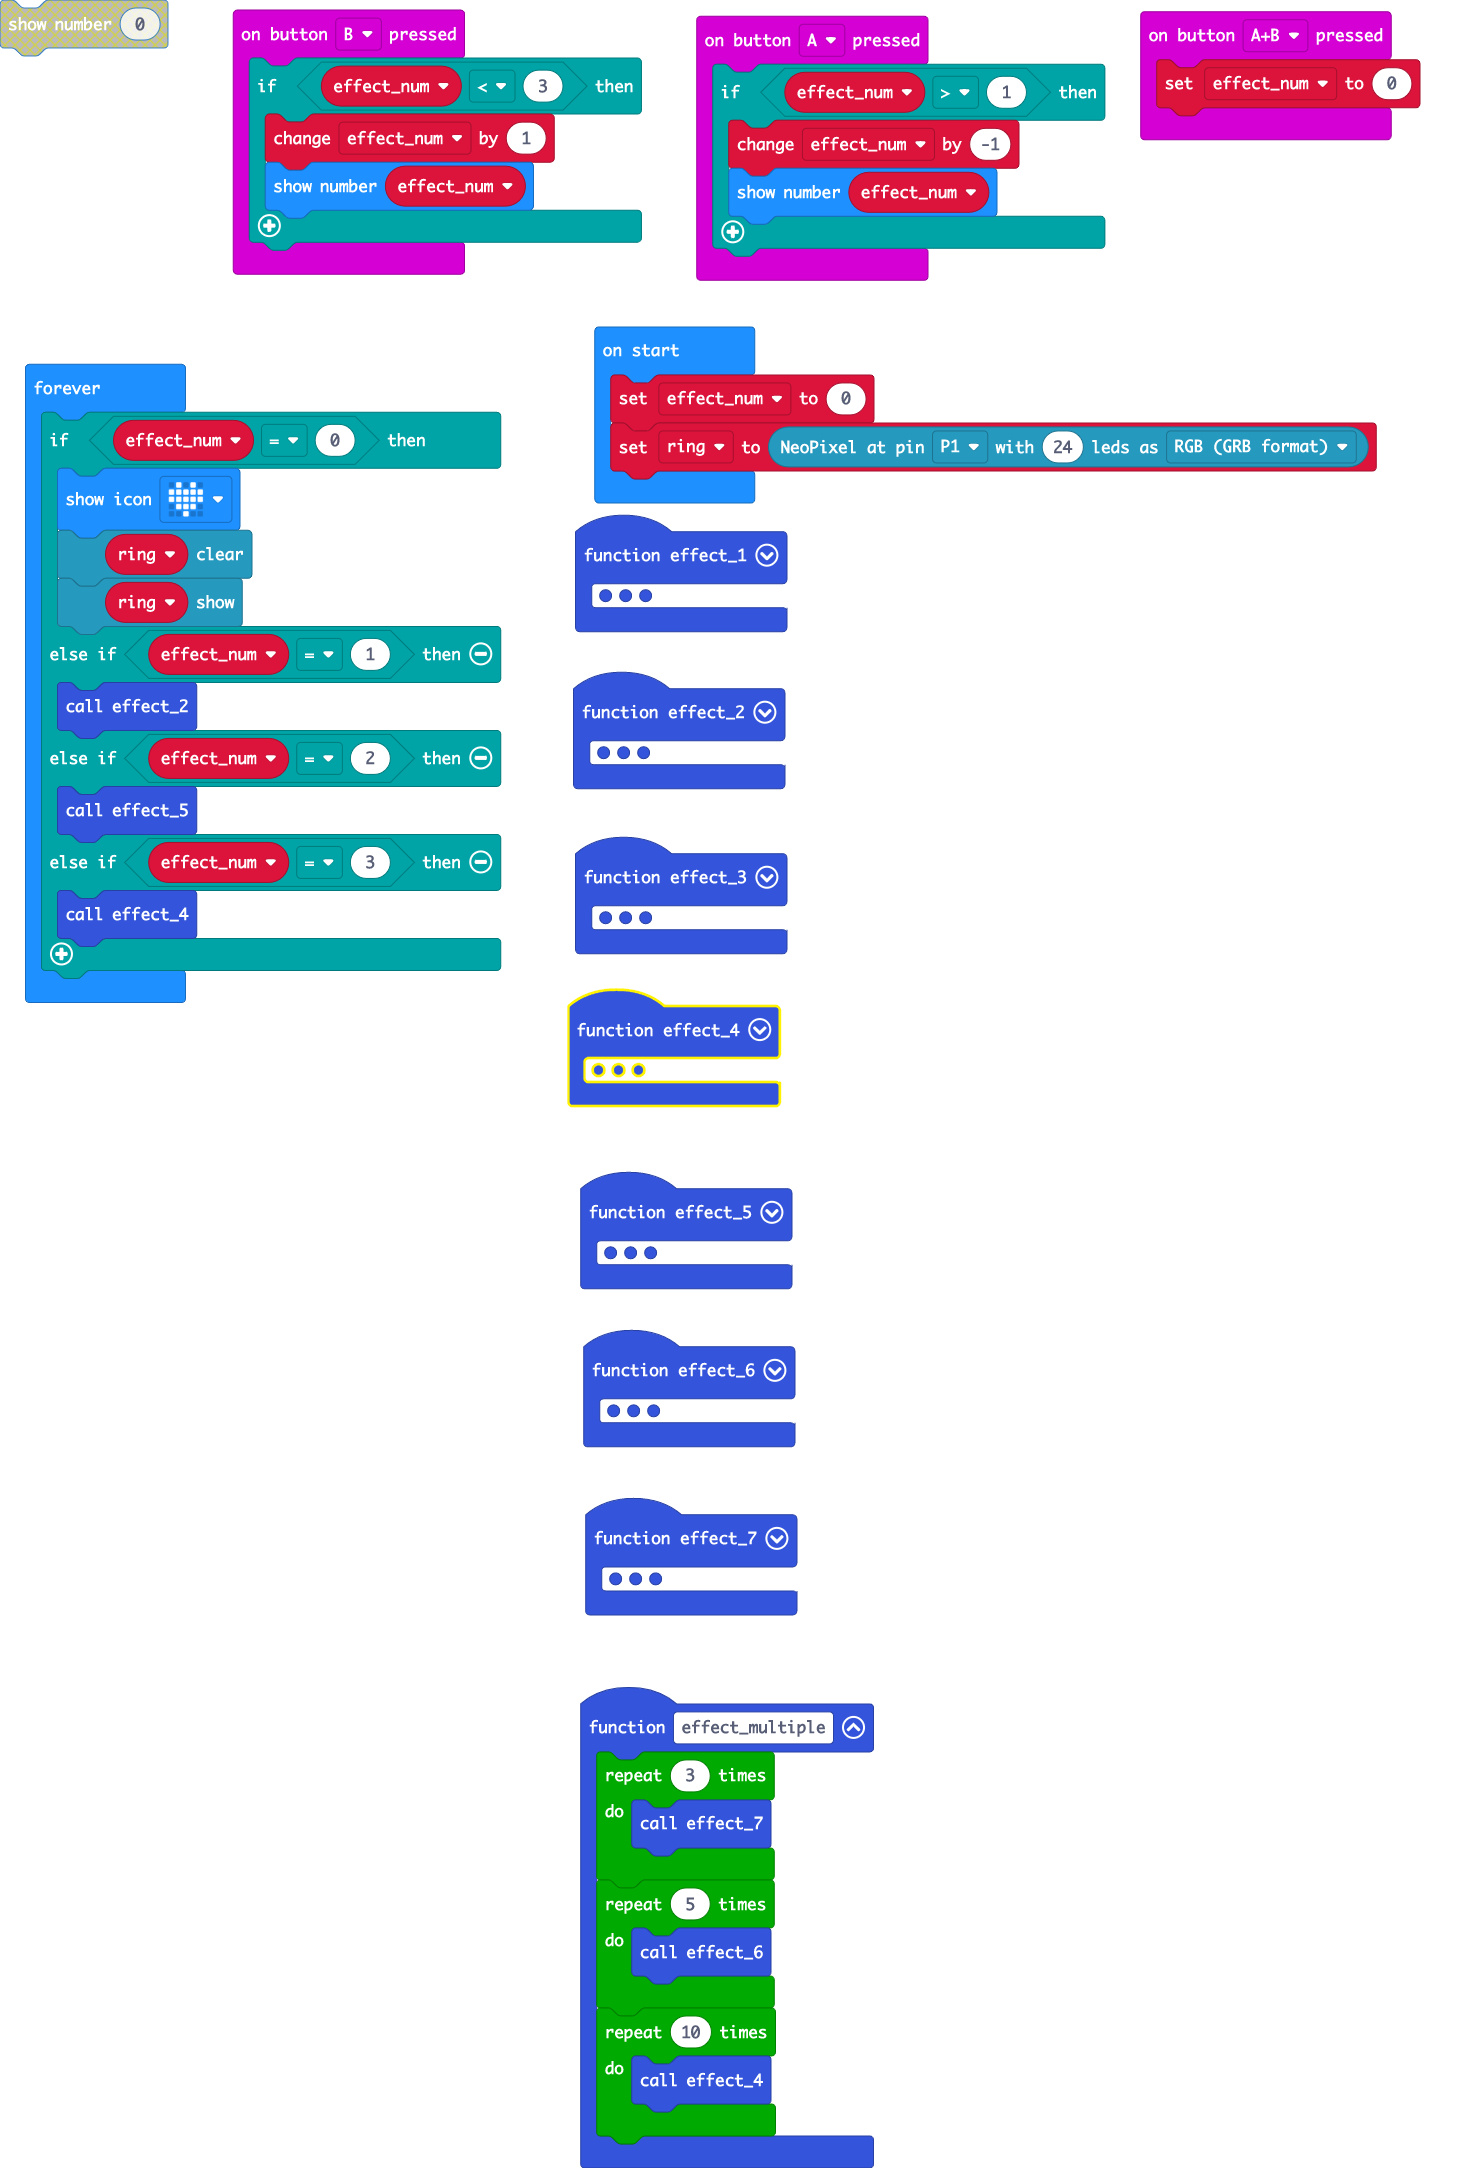 show number 0
on button B pressed
if effect_num < 3 then
change effect_num by 1
show number effect_num
on button A pressed
if effect_num > 1 then
change effect_num by -1
show number effect_num
on button A+B pressed
set effect_num to 0
forever
if effect_num = 0 then
show icon
ring clear
ring show
else if effect_num = 1 then
call effect_2
else if effect_num = 2 then
call effect_5
else if effect_num = 3 then
call effect_4
on start
set effect_num to 0
set ring to NeoPixel at pin P1 with 24 leds as RGB (GRB format)
function effect_1
function effect_2
function effect_3
function effect_4
function effect_5
function effect_6
function effect_7
function effect_multiple
repeat 3 times
do call effect_7
repeat 5 times
do call effect_6
repeat 10 times
do call effect_4